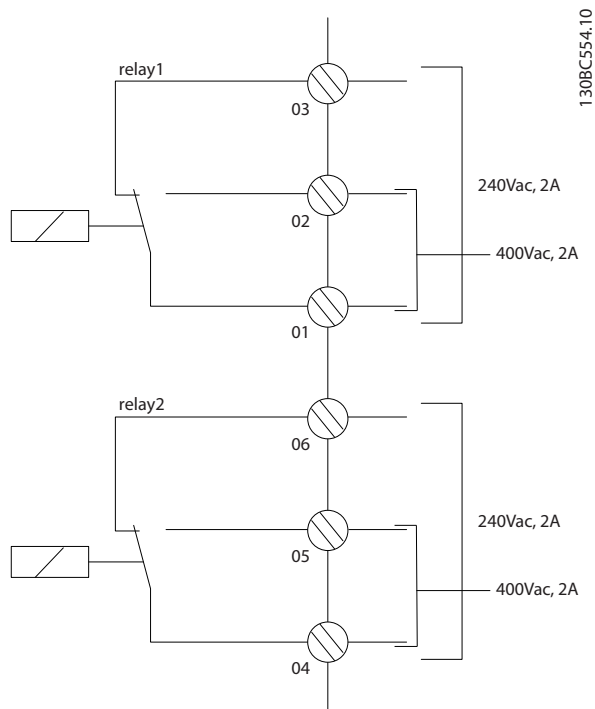 130BC554.10
relay1
03
240Vac, 2A
02
400Vac, 2A
01
relay2
06
240Vac, 2A
05
400Vac, 2A
04